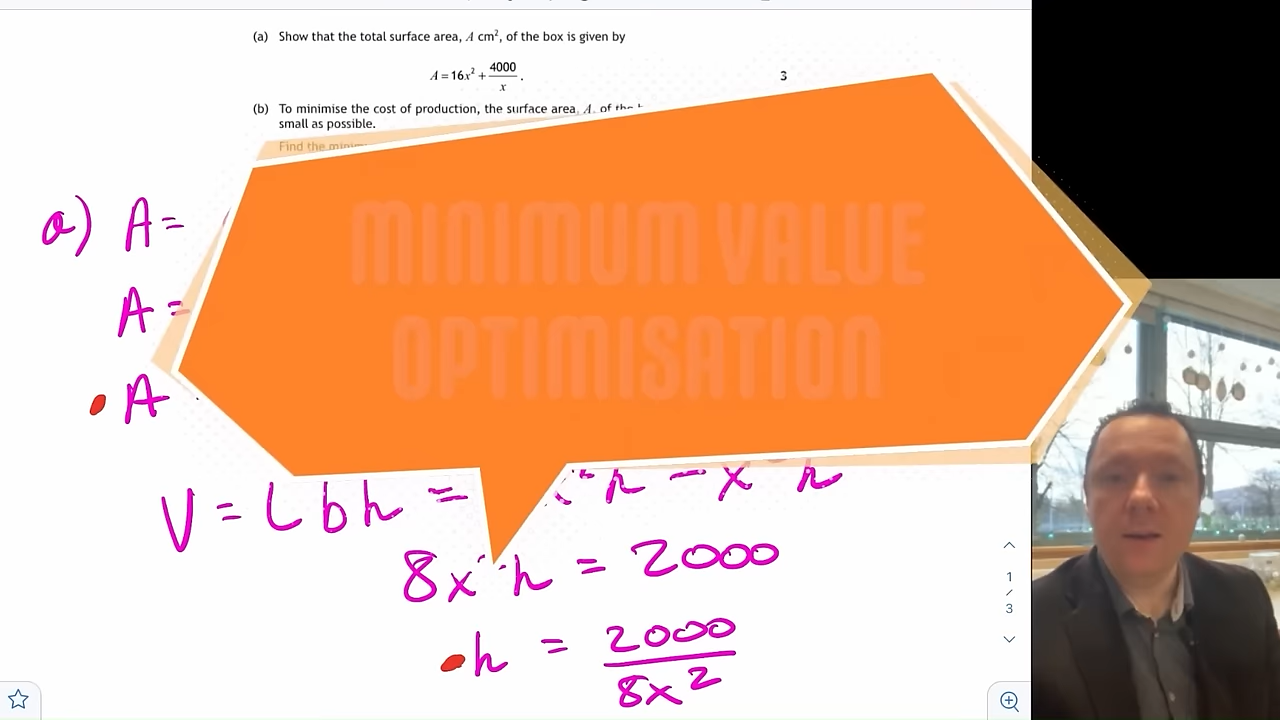 (a) Show that the total surface area, A cm², of the box is given by
A = 16x² + 4000/x .
3
(b) To minimise the cost of production, the surface area, A, of the
small as possible.
Find the
MINIMUM VALUE
OPTIMISATION
a) A=
A=
• A
V = L b h =
8x² h = 2000
• h = 2000/8x²
1
/
3